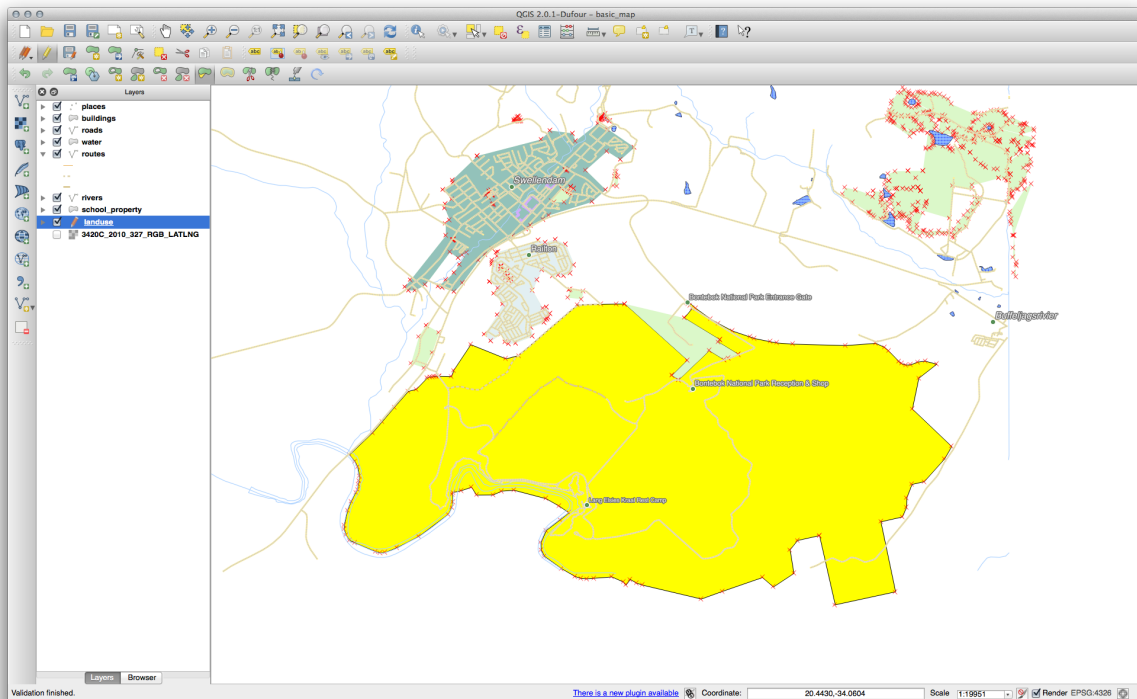 QGIS 2.0.1-Dufour - basic_map
Layers
places
buildings
roads
water
routes
rivers
school_property
landuse
3420C_2010_327_RGB_LATLNG
Swellendam
Railton
Bontebok National Park Entrance Gate
Buffeljagsrivier
Bontebok National Park Reception & Shop
Lang Elsies Kraal Rest Camp
Layers
Browser
Validation finished.
There is a new plugin available
Coordinate:
20.4430,-34.0604
Scale
1:19951
Render
EPSG:4326